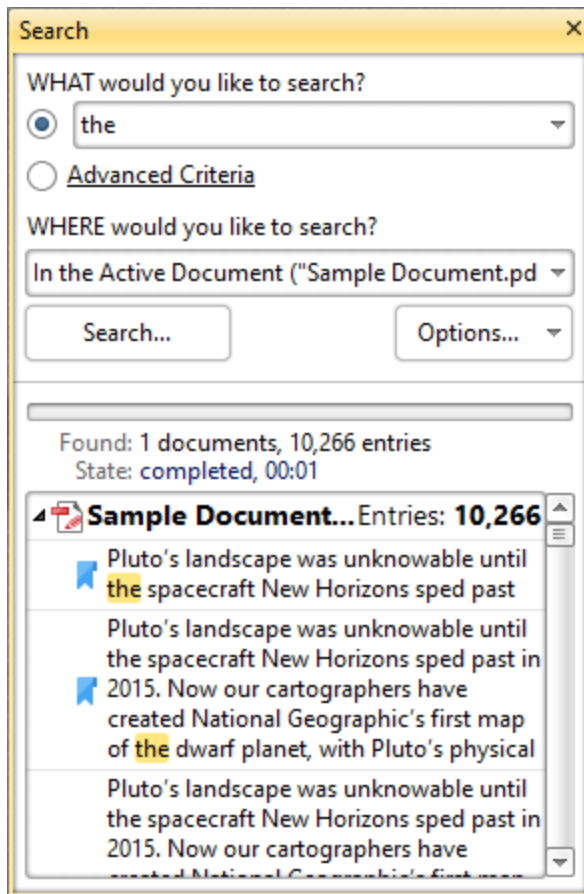 Search
WHAT would you like to search?
the
Advanced Criteria
WHERE would you like to search?
In the Active Document ("Sample Document.pd
Search...
Options...
Found: 1 documents, 10,266 entries
State: completed, 00:01
Sample Document... Entries: 10,266
Pluto's landscape was unknowable until
the spacecraft New Horizons sped past
Pluto's landscape was unknowable until
the spacecraft New Horizons sped past in
2015. Now our cartographers have
created National Geographic's first map
of the dwarf planet, with Pluto's physical
Pluto's landscape was unknowable until
the spacecraft New Horizons sped past in
2015. Now our cartographers have
created National Geographic's first map